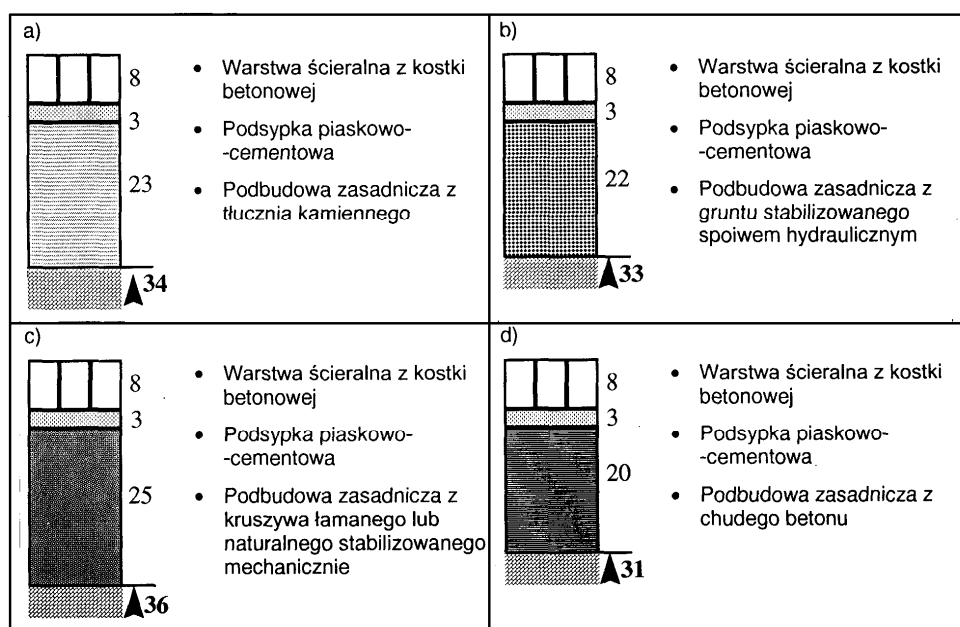 a)
8
3
23
34
• Warstwa ścieralna z kostki
betonowej
• Podsypka piaskowo-
-cementowa
• Podbudowa zasadnicza z
tłucznia kamiennego
b)
8
3
22
33
• Warstwa ścieralna z kostki
betonowej
• Podsypka piaskowo-
-cementowa
• Podbudowa zasadnicza z
gruntu stabilizowanego
spoiwem hydraulicznym
c)
8
3
25
36
• Warstwa ścieralna z kostki
betonowej
• Podsypka piaskowo-
-cementowa
• Podbudowa zasadnicza z
kruszywa łamanego lub
naturalnego stabilizowanego
mechanicznie
d)
8
3
20
31
• Warstwa ścieralna z kostki
betonowej
• Podsypka piaskowo-
-cementowa
• Podbudowa zasadnicza z
chudego betonu